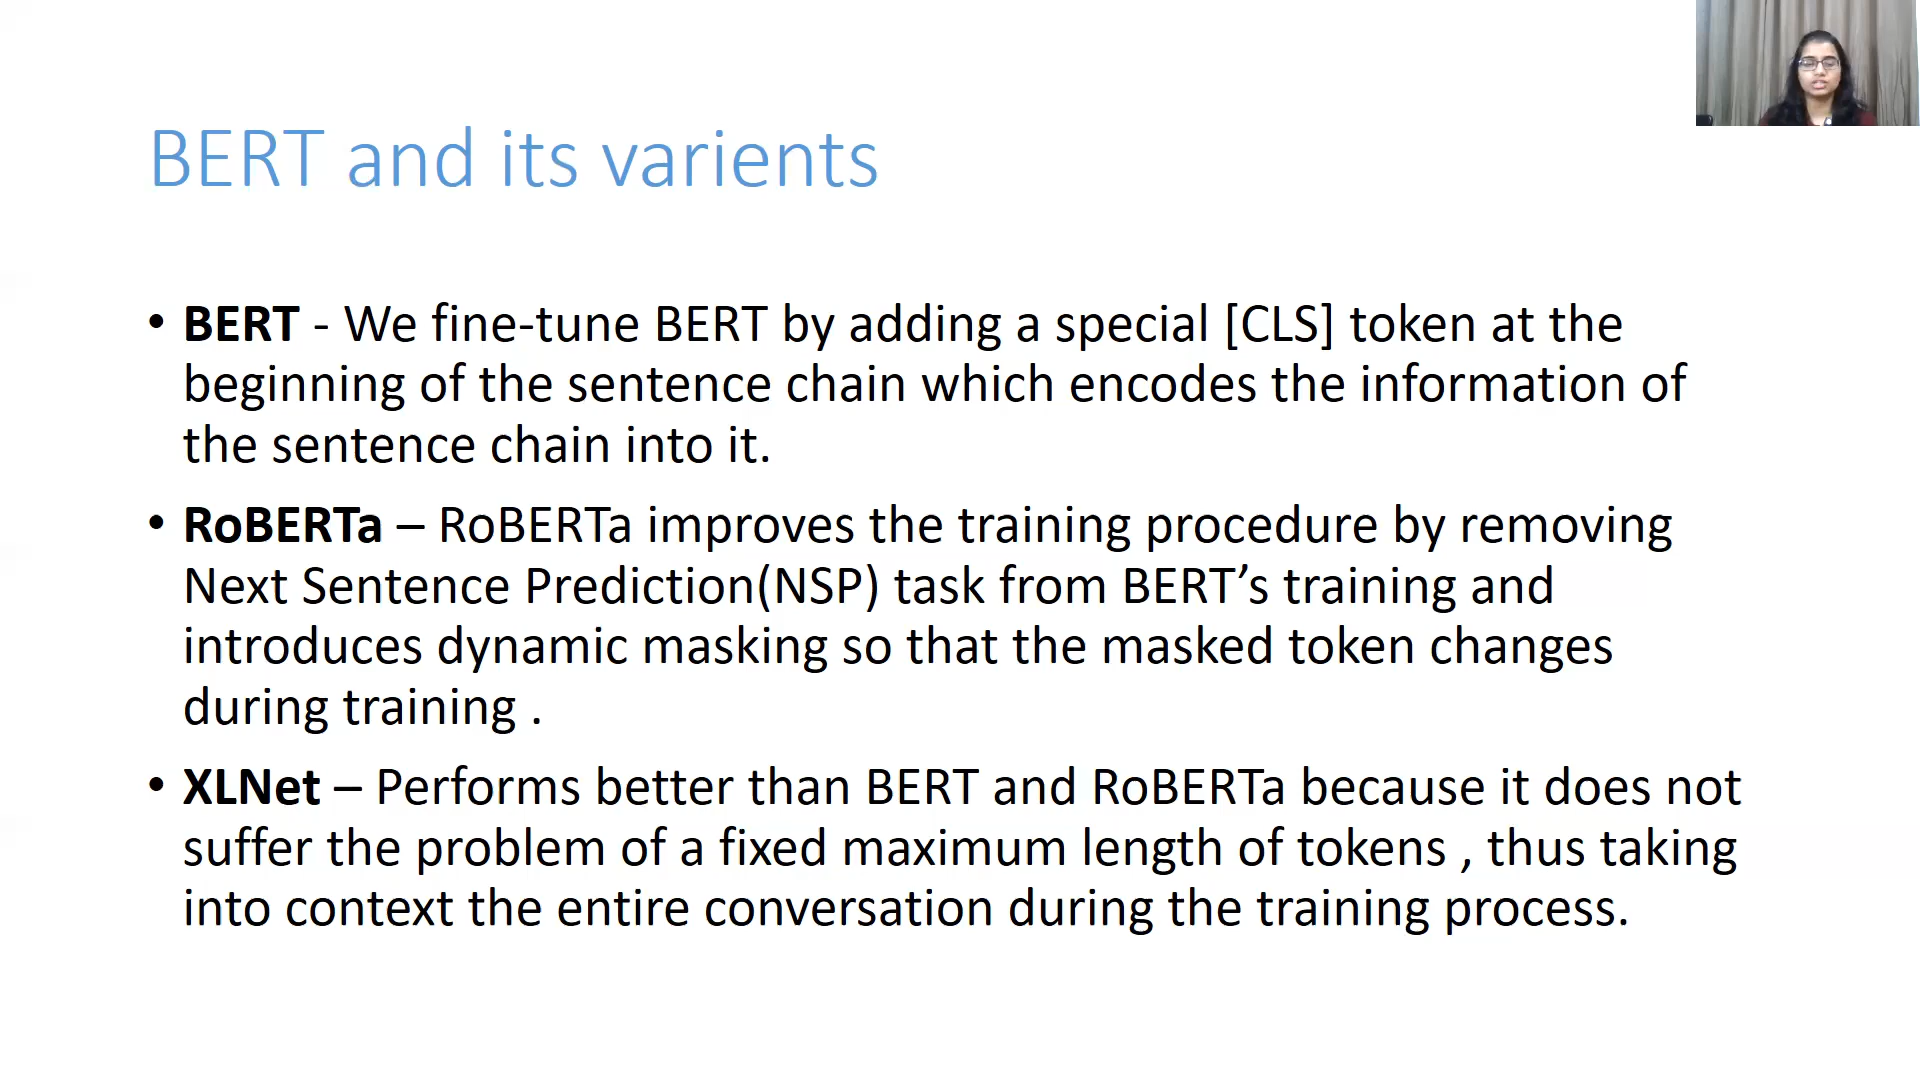 BERT and its varients
• BERT - We fine-tune BERT by adding a special [CLS] token at the
beginning of the sentence chain which encodes the information of
the sentence chain into it.
• RoBERTa – RoBERTa improves the training procedure by removing
Next Sentence Prediction(NSP) task from BERT’s training and
introduces dynamic masking so that the masked token changes
during training .
• XLNet – Performs better than BERT and RoBERTa because it does not
suffer the problem of a fixed maximum length of tokens , thus taking
into context the entire conversation during the training process.